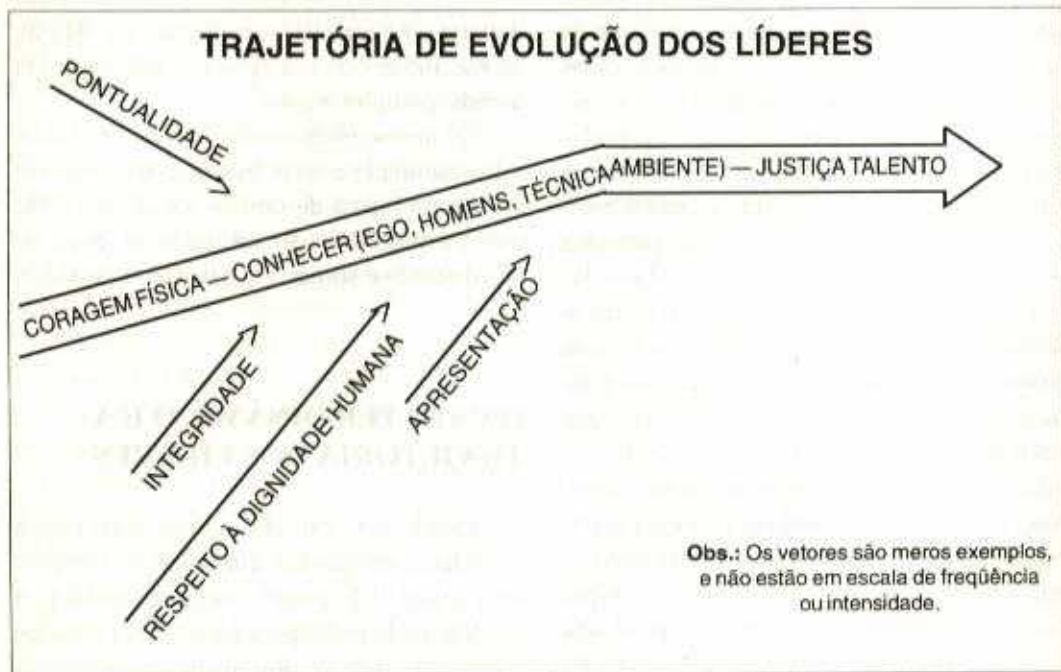 TRAJETÓRIA DE EVOLUÇÃO DOS LÍDERES
PONTUALIDADE
CORAGEM FÍSICA - CONHECER (EGO, HOMENS, TÉCNICA AMBIENTE) - JUSTIÇA TALENTO
INTEGRIDADE
RESPEITO À DIGNIDADE HUMANA
APRESENTAÇÃO
Obs.: Os vetores são meros exemplos,
e não estão em escala de freqüência
ou intensidade.